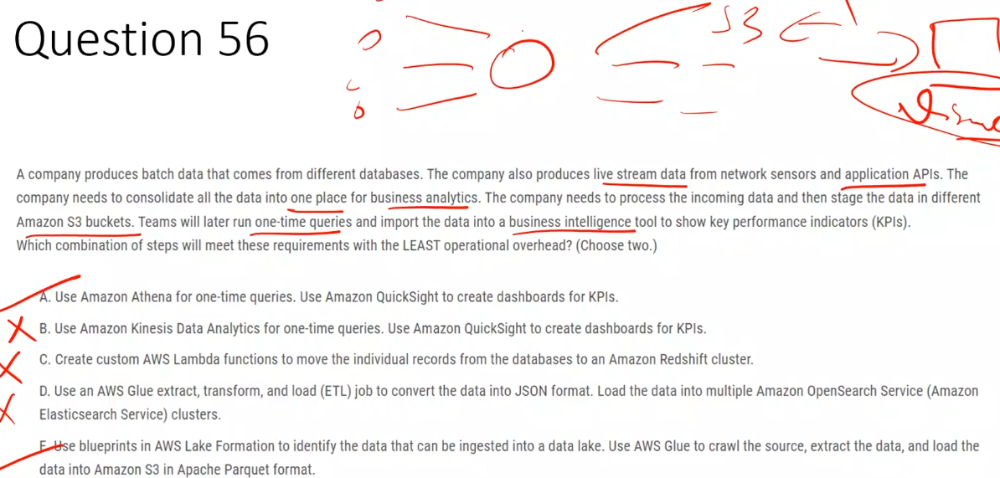 Question 56
S3
A company produces batch data that comes from different databases. The company also produces live stream data from network sensors and application APIs. The
company needs to consolidate all the data into one place for business analytics. The company needs to process the incoming data and then stage the data in different
Amazon S3 buckets. Teams will later run one-time queries and import the data into a business intelligence tool to show key performance indicators (KPIs).
Which combination of steps will meet these requirements with the LEAST operational overhead? (Choose two.)
A. Use Amazon Athena for one-time queries. Use Amazon QuickSight to create dashboards for KPIs.
B. Use Amazon Kinesis Data Analytics for one-time queries. Use Amazon QuickSight to create dashboards for KPIs.
C. Create custom AWS Lambda functions to move the individual records from the databases to an Amazon Redshift cluster.
D. Use an AWS Glue extract, transform, and load (ETL) job to convert the data into JSON format. Load the data into multiple Amazon OpenSearch Service (Amazon
Elasticsearch Service) clusters.
E. Use blueprints in AWS Lake Formation to identify the data that can be ingested into a data lake. Use AWS Glue to crawl the source, extract the data, and load the
data into Amazon S3 in Apache Parquet format.